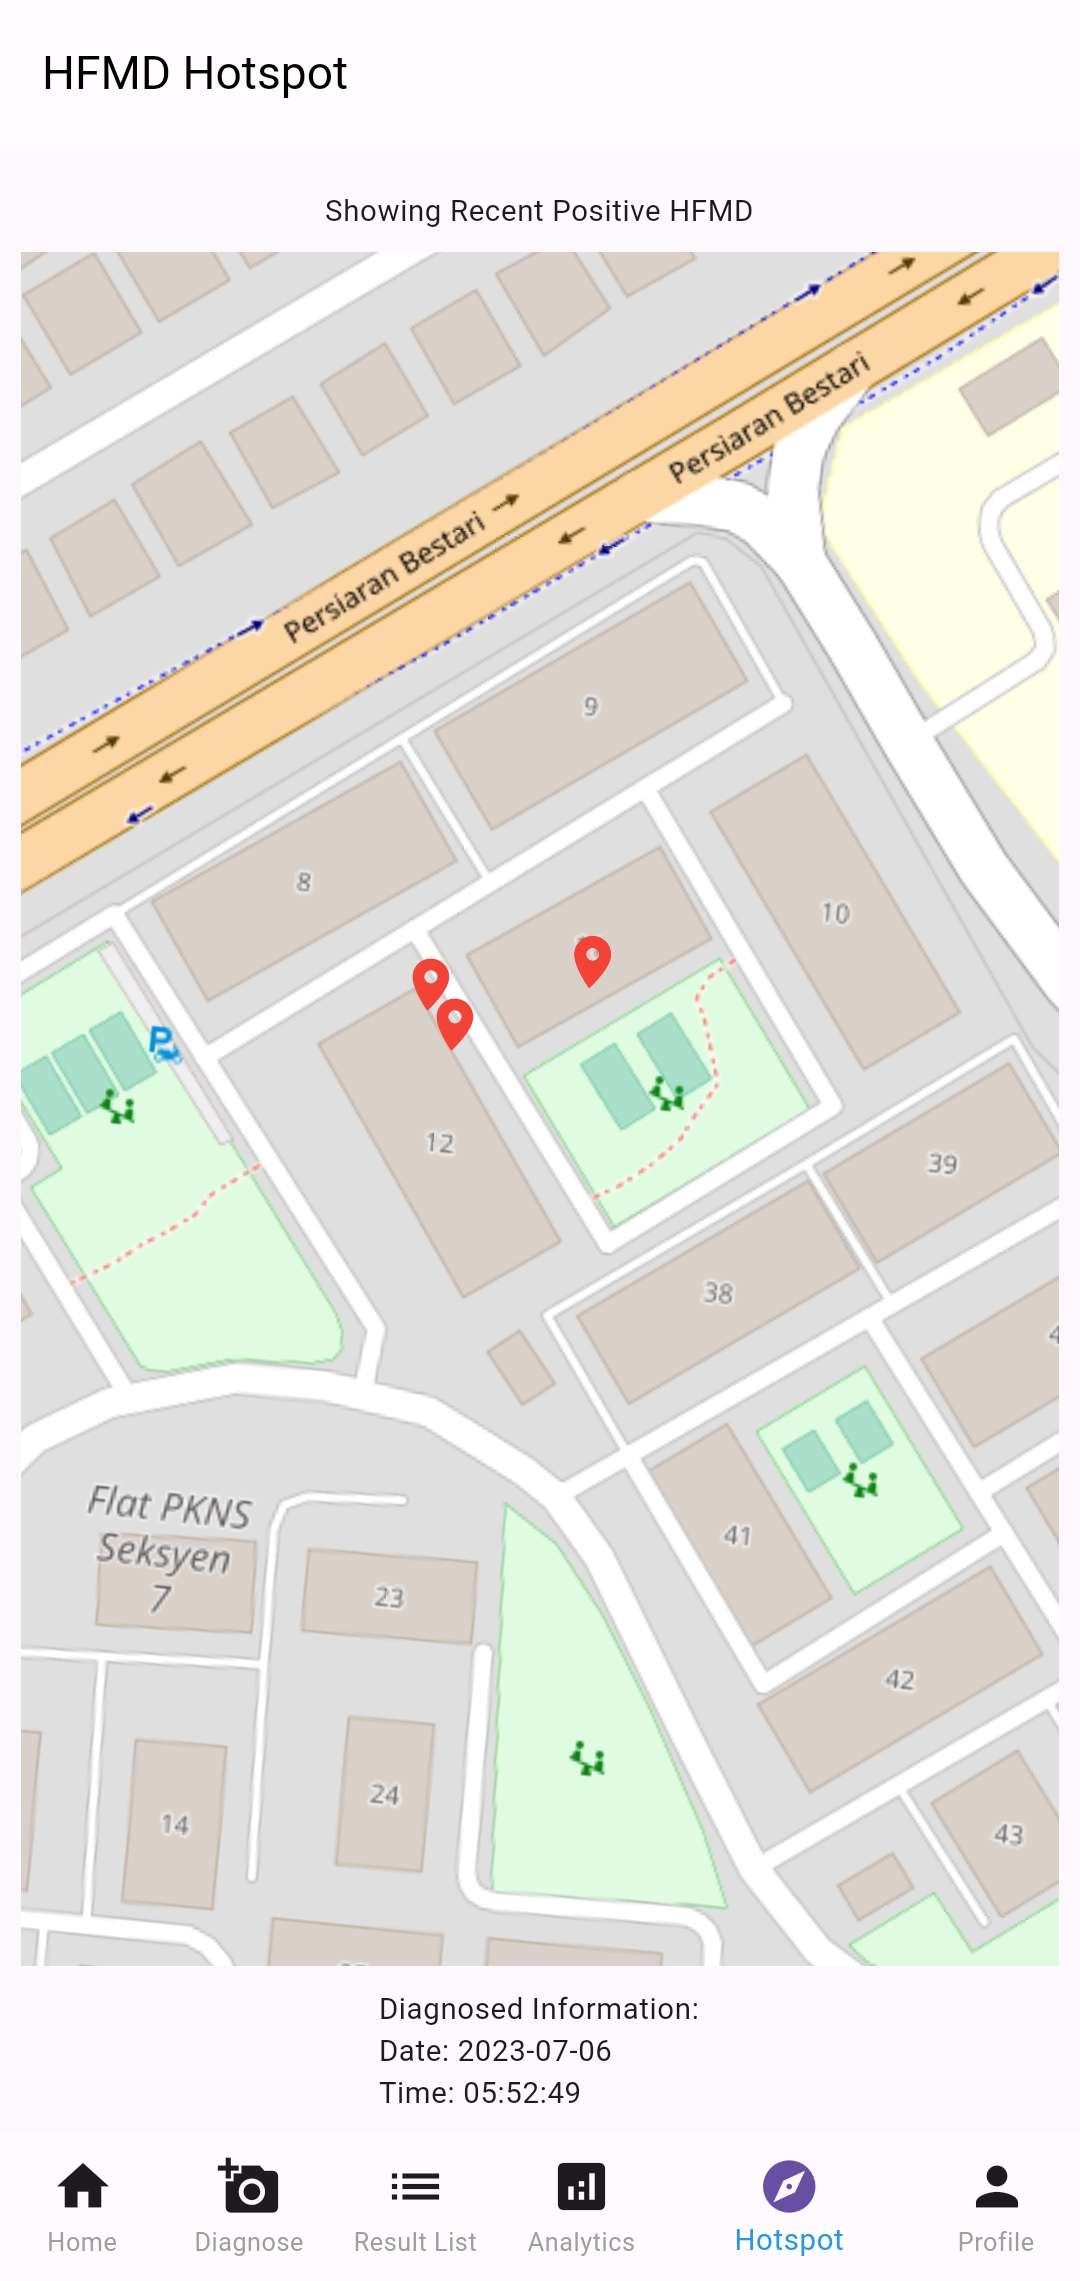 HFMD Hotspot
Showing Recent Positive HFMD
Persiaran Bestari
Persiaran Bestari
9
8
10
12
39
38
Flat PKNS
Seksyen
7
41
23
42
24
14
43
Diagnosed Information:
Date: 2023-07-06
Time: 05:52:49
Home
Diagnose
Result List
Analytics
Hotspot
Profile